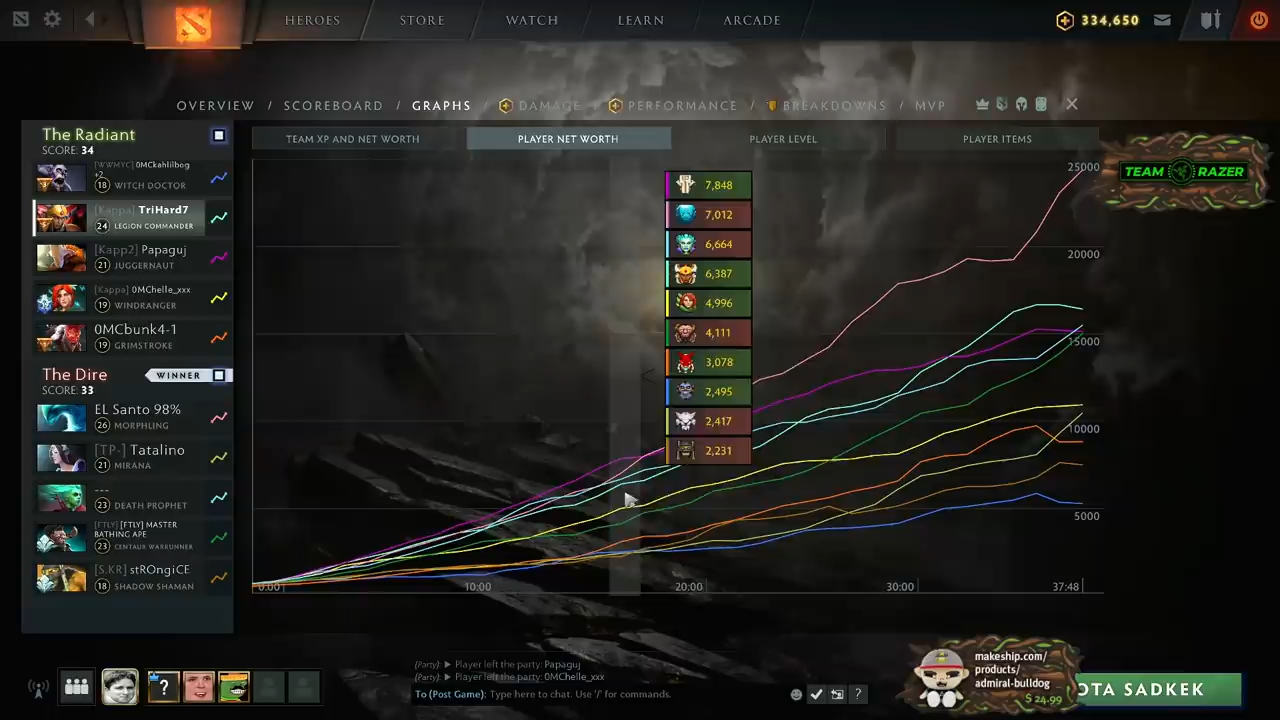 HEROES
STORE
WATCH
LEARN
ARCADE
334,650
OVERVIEW / SCOREBOARD / GRAPHS / DAMAGE / PERFORMANCE / BREAKDOWNS / MVP
The Radiant
SCORE: 34
[WWMYC] 0MCkahlilbog
+2
18 WITCH DOCTOR
[Kappa] TriHard7
24 LEGION COMMANDER
[Kapp2] Papaguj
21 JUGGERNAUT
[Kappa] 0MChelle_xxx
19 WINDRANGER
0MCbunk4-1
19 GRIMSTROKE
The Dire
WINNER
SCORE: 33
EL Santo 98%
26 MORPHLING
[TP-] Tatalino
21 MIRANA
---
23 DEATH PROPHET
[FTLY] [FTLY] MASTER
BATHING APE
23 CENTAUR WARRUNNER
[S.KR] stROngiCE
18 SHADOW SHAMAN
TEAM XP AND NET WORTH
PLAYER NET WORTH
PLAYER LEVEL
PLAYER ITEMS
7,848
7,012
6,664
6,387
4,996
4,111
3,078
2,495
2,417
2,231
25000
20000
15000
10000
5000
0:00
10:00
20:00
30:00
37:48
TEAM RAZER
(Party): ▶ Player left the party: Papaguj
(Party): ▶ Player left the party: 0MChelle_xxx
To (Post Game): Type here to chat. Use '/' for commands.
?
?
makeship.com/
products/
admiral-bulldog
$ 24.99
OTA SADKEK